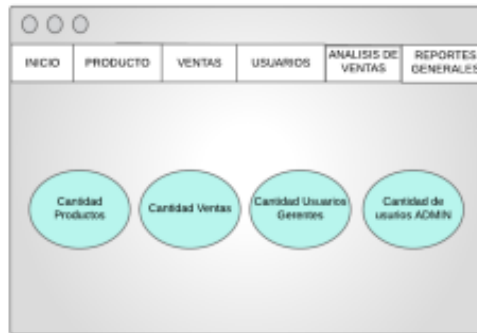 INICIO
PRODUCTO
VENTAS
USUARIOS
ANALISIS DE
VENTAS
REPORTES
GENERALES
Cantidad
Productos
Cantidad Ventas
Cantidad Usuarios
Gerentes
Cantidad de
usurios ADMIN